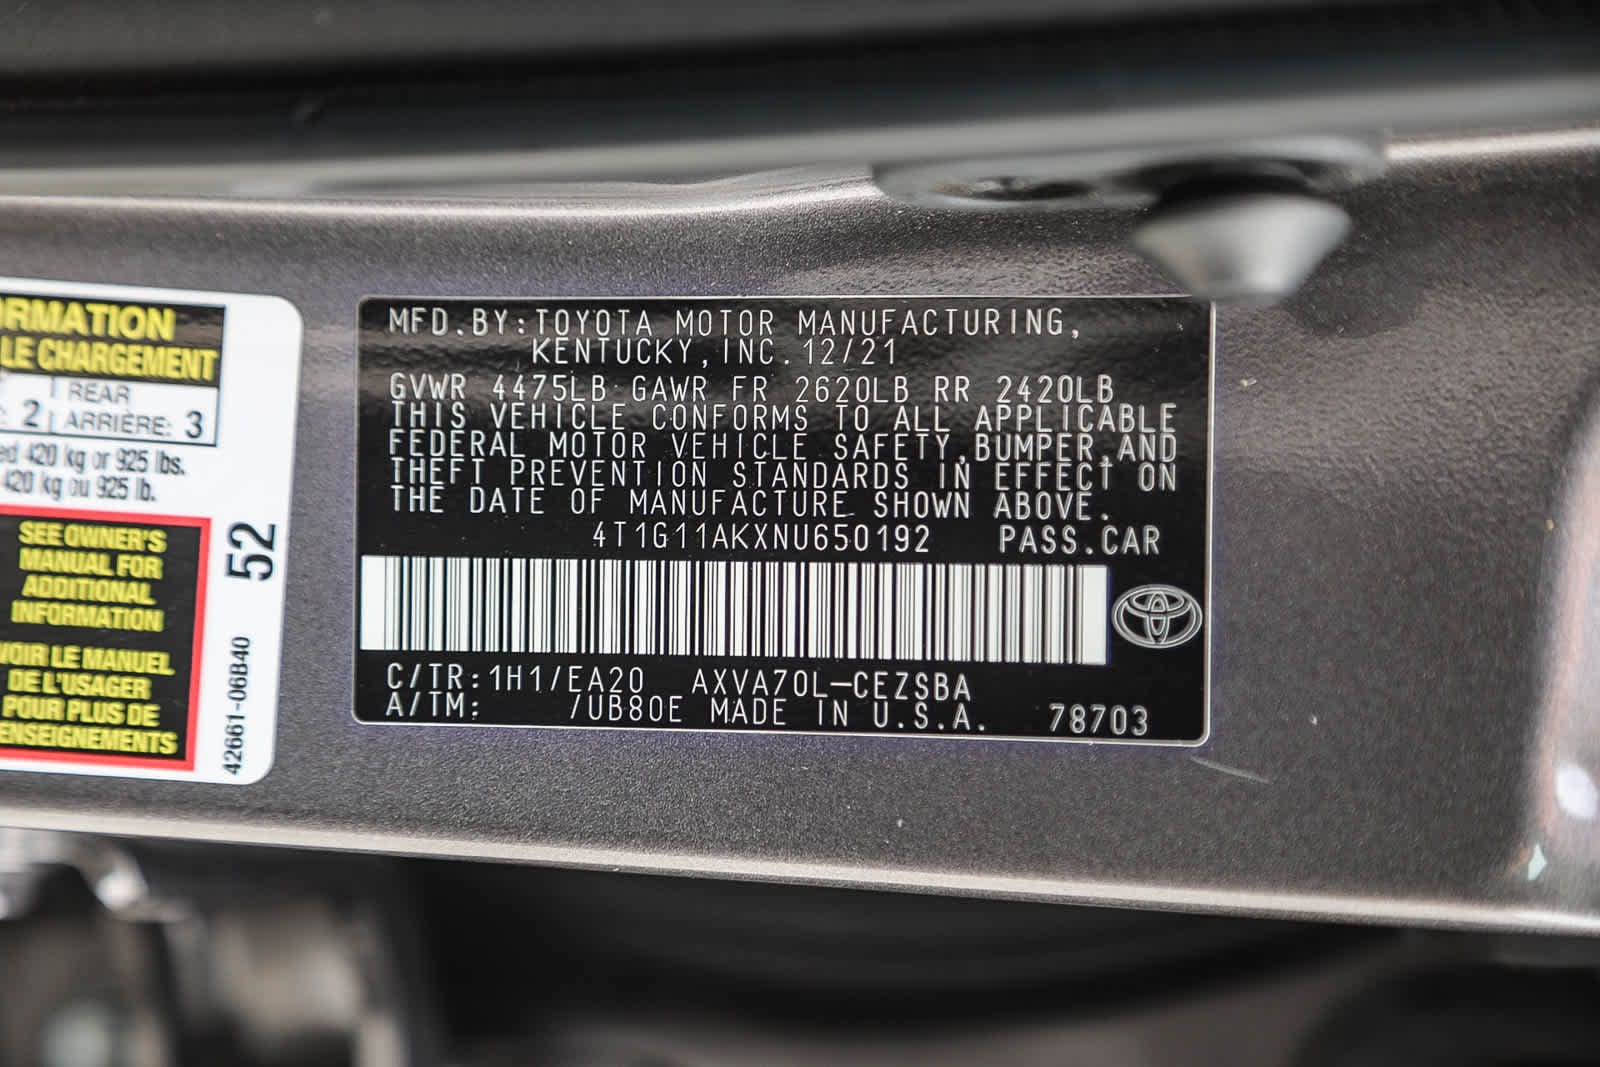 RMATION
LE CHARGEMENT
: 2 | REAR
ARRIÈRE: 3
ed 420 kg or 925 lbs.
420 kg ou 925 lb.
SEE OWNER'S
MANUAL FOR
ADDITIONAL
INFORMATION
VOIR LE MANUEL
DE L'USAGER
POUR PLUS DE
ENSEIGNEMENTS
52
42661-06B40
MFD.BY:TOYOTA MOTOR MANUFACTURING,
KENTUCKY,INC.12/21
GVWR 4475LB GAWR FR 2620LB RR 2420LB
THIS VEHICLE CONFORMS TO ALL APPLICABLE
FEDERAL MOTOR VEHICLE SAFETY,BUMPER,AND
THEFT PREVENTION STANDARDS IN EFFECT ON
THE DATE OF MANUFACTURE SHOWN ABOVE.
4T1G11AKXNU650192 PASS.CAR
C/TR:1H1/EA20 AXVA70L-CEZSBA
A/TM: /UB80E MADE IN U.S.A. 78703